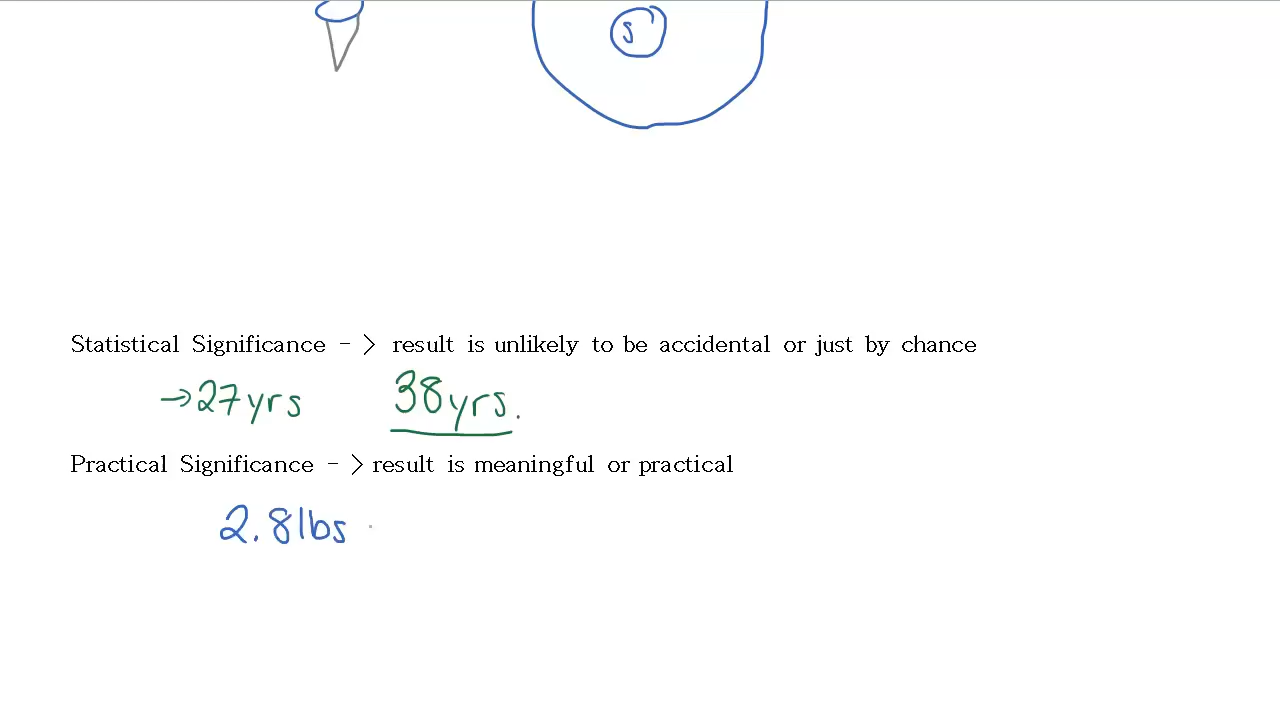 s
Statistical Significance - > result is unlikely to be accidental or just by chance
→27yrs 38yrs.
Practical Significance - > result is meaningful or practical
2.8lbs